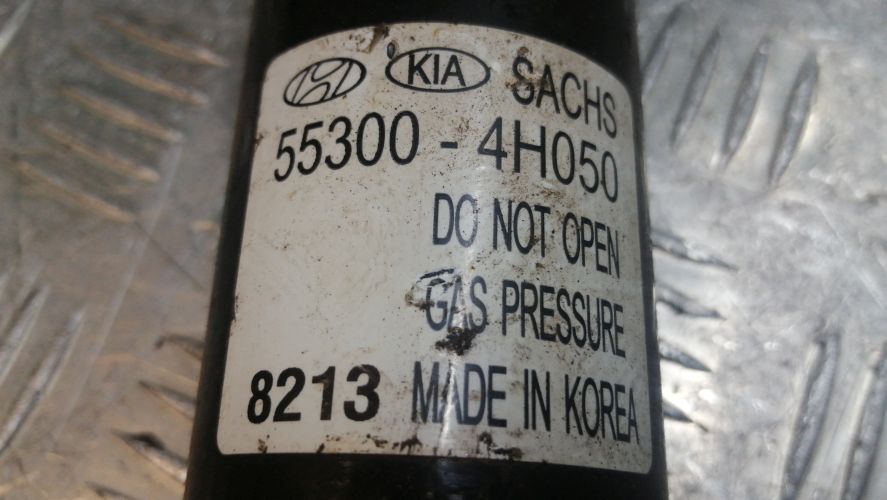 KIA SACHS
55300 - 4H050
DO NOT OPEN
GAS PRESSURE
8213 MADE IN KOREA